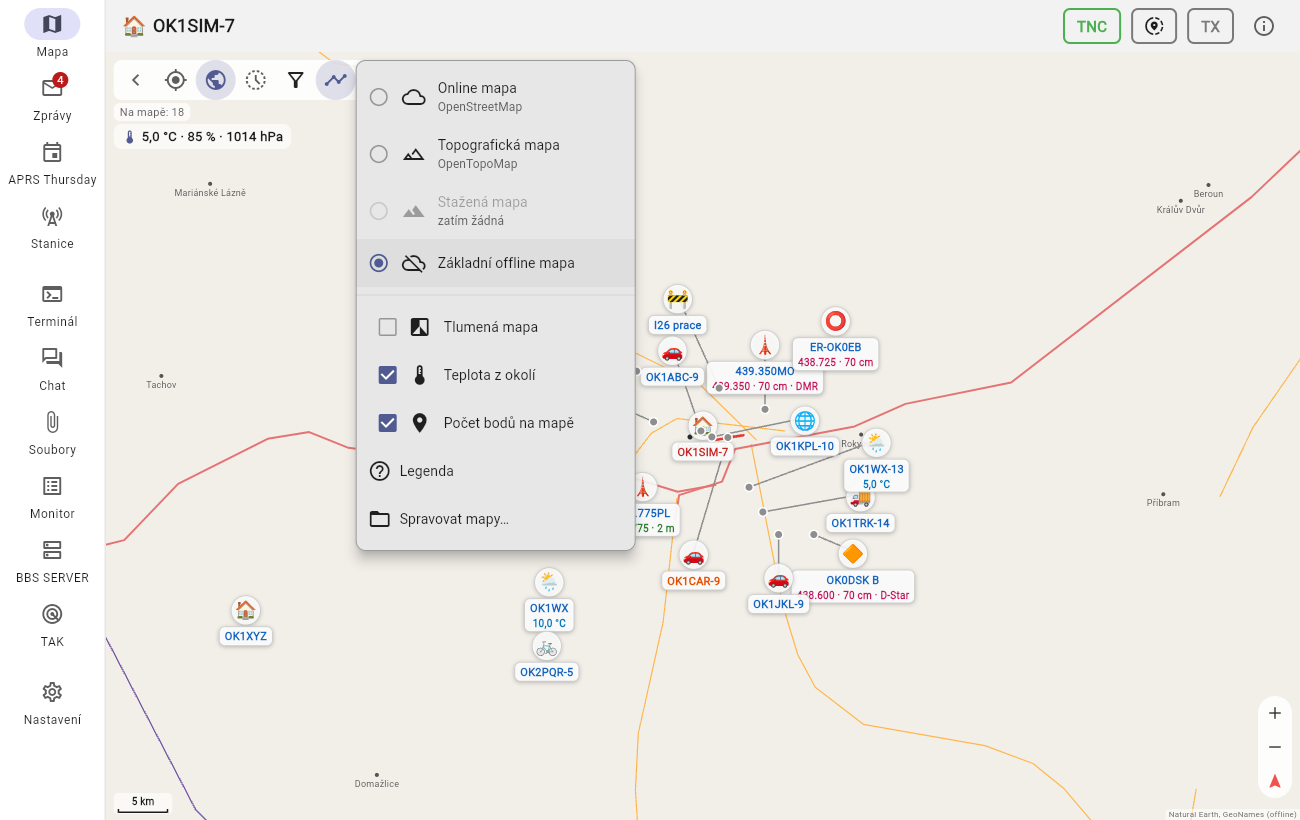 OK1SIM-7
TNC
TX
Mapa
4
Zprávy
APRS Thursday
Stanice
Terminál
Chat
Soubory
Monitor
BBS SERVER
TAK
Nastavení
Na mapě: 18
5,0 °C · 85 % · 1014 hPa
Online mapa
OpenStreetMap
Topografická mapa
OpenTopoMap
Stažená mapa
zatím žádná
Základní offline mapa
Tlumená mapa
Teplota z okolí
Počet bodů na mapě
Legenda
Spravovat mapy...
Mariánské Lázně
Beroun
Králův Dvůr
Tachov
I26 prace
OK1ABC-9
439.350MO
439.350 · 70 cm · DMR
ER-OK0EB
438.725 · 70 cm
OK1SIM-7
OK1KPL-10
Roky
OK1WX-13
5,0 °C
.775PL
75 · 2 m
OK1TRK-14
Příbram
OK1CAR-9
OK0DSK B
438.600 · 70 cm · D-Star
OK1JKL-9
OK1WX
10,0 °C
OK1XYZ
OK2PQR-5
Domažlice
5 km
Natural Earth, GeoNames (offline)